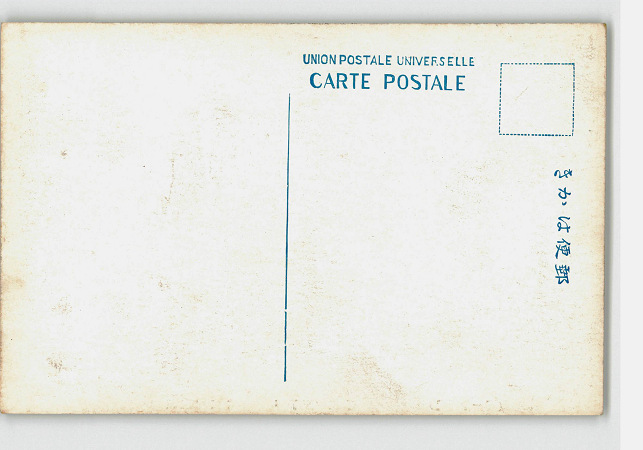 UNION POSTALE UNIVERSELLE
CARTE POSTALE
郵便はかき